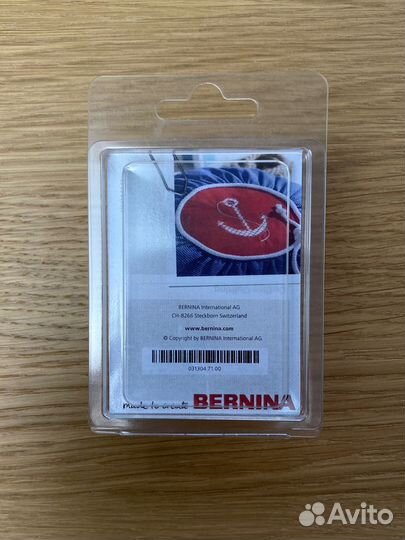 BERNINA International AG
CH-8266 Steckborn Switzerland
www.bernina.com
© Copyright by BERNINA International AG
031304.71.00
made to create BERNINA
Avito